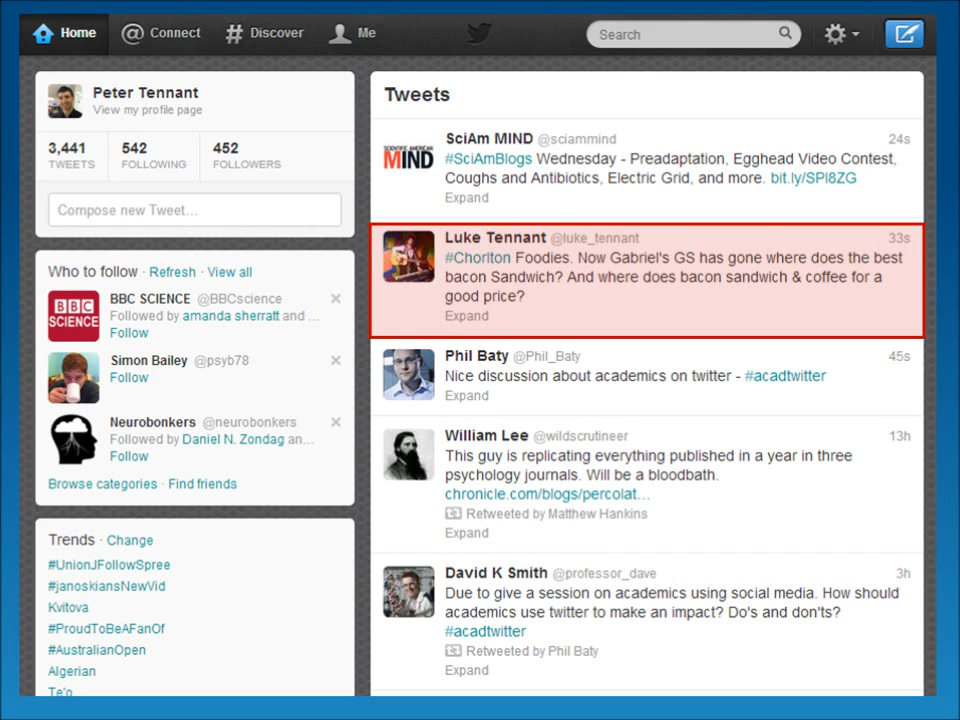 Home
Connect
Discover
Me
Search
Peter Tennant
View my profile page
3,441
TWEETS
542
FOLLOWING
452
FOLLOWERS
Compose new Tweet...
Who to follow · Refresh · View all
BBC SCIENCE @BBCscience
Followed by amanda sherratt and ...
Follow
BBC
SCIENCE
Simon Bailey @psyb78
Follow
Neurobonkers @neurobonkers
Followed by Daniel N. Zondag an...
Follow
Browse categories · Find friends
Trends · Change
#UnionJFollowSpree
#janoskiansNewVid
Kvitova
#ProudToBeAFanOf
#AustralianOpen
Algerian
Te'o
Tweets
SCIENTIFIC AMERICAN
MIND
SciAm MIND @sciammind 24s
#SciAmBlogs Wednesday - Preadaptation, Egghead Video Contest,
Coughs and Antibiotics, Electric Grid, and more. bit.ly/SPl8ZG
Expand
Luke Tennant @luke_tennant 33s
#Chorlton Foodies. Now Gabriel's GS has gone where does the best
bacon Sandwich? And where does bacon sandwich & coffee for a
good price?
Expand
Phil Baty @Phil_Baty 45s
Nice discussion about academics on twitter - #acadtwitter
Expand
William Lee @wildscrutineer 13h
This guy is replicating everything published in a year in three
psychology journals. Will be a bloodbath.
chronicle.com/blogs/percolat...
Retweeted by Matthew Hankins
Expand
David K Smith @professor_dave 3h
Due to give a session on academics using social media. How should
academics use twitter to make an impact? Do's and don'ts?
#acadtwitter
Retweeted by Phil Baty
Expand